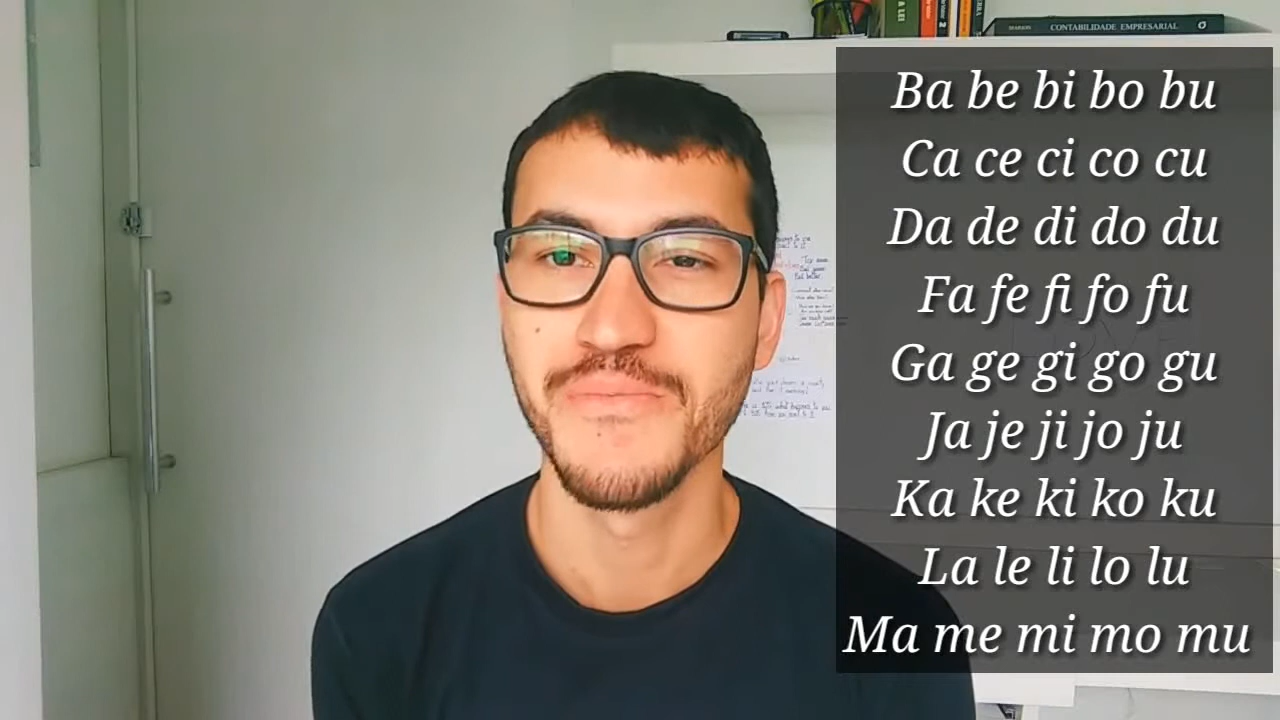 A LEI
CONTABILIDADE EMPRESARIAL
Ba be bi bo bu
Ca ce ci co cu
Da de di do du
Fa fe fi fo fu
Ga ge gi go gu
Ja je ji jo ju
Ka ke ki ko ku
La le li lo lu
Ma me mi mo mu